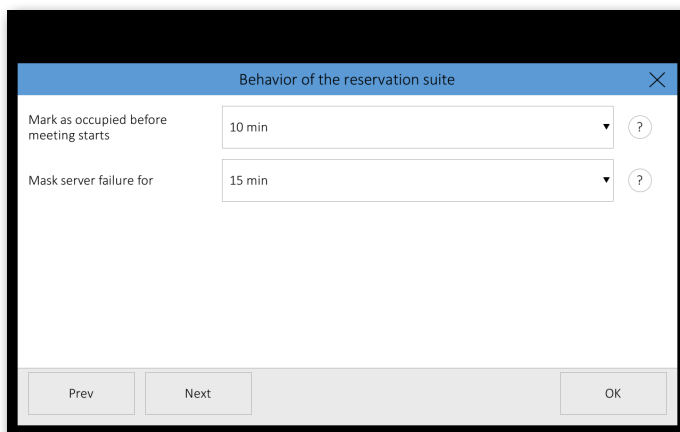 Behavior of the reservation suite
Mark as occupied before
meeting starts
10 min
?
Mask server failure for
15 min
?
Prev
Next
OK